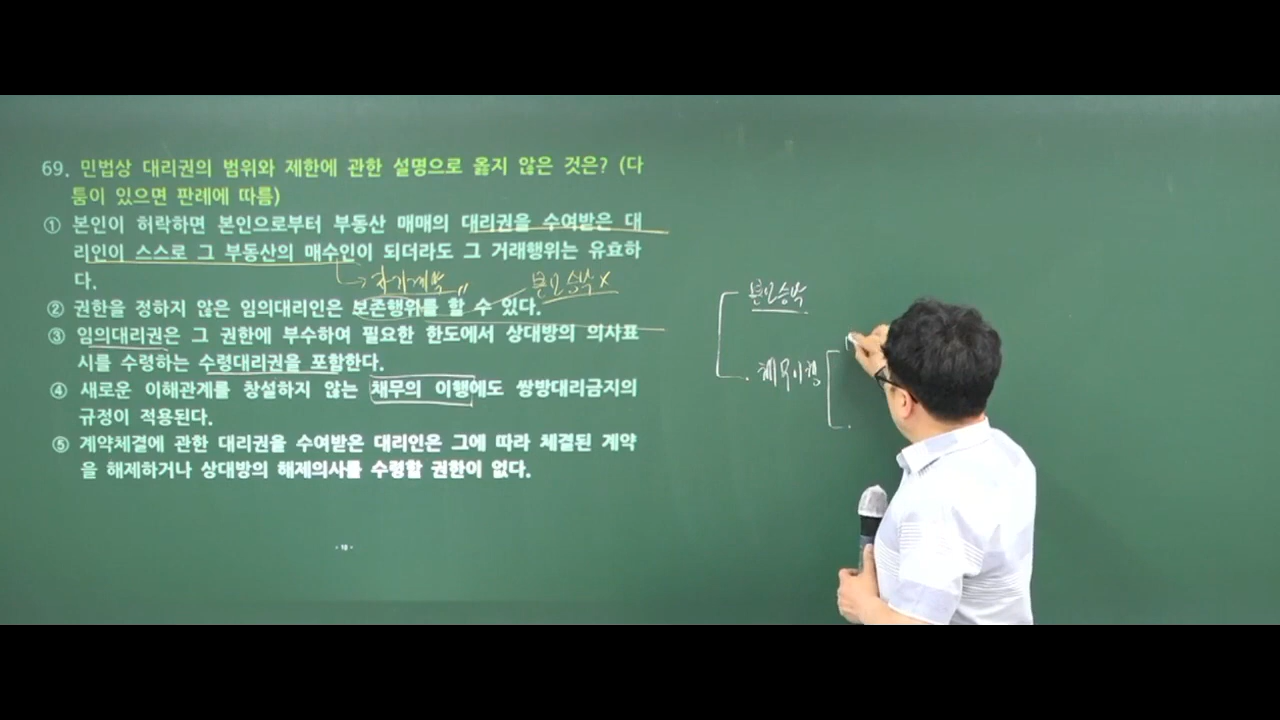 69. 민법상 대리권의 범위와 제한에 관한 설명으로 옳지 않은 것은? (다
툼이 있으면 판례에 따름)
① 본인이 허락하면 본인으로부터 부동산 매매의 대리권을 수여받은 대
리인이 스스로 그 부동산의 매수인이 되더라도 그 거래행위는 유효하
다.
자기계약
본인승낙 X
② 권한을 정하지 않은 임의대리인은 보존행위를 할 수 있다.
③ 임의대리권은 그 권한에 부수하여 필요한 한도에서 상대방의 의사표
시를 수령하는 수령대리권을 포함한다.
④ 새로운 이해관계를 창설하지 않는 채무의 이행에도 쌍방대리금지의
규정이 적용된다.
⑤ 계약체결에 관한 대리권을 수여받은 대리인은 그에 따라 체결된 계약
을 해제하거나 상대방의 해제의사를 수령할 권한이 없다.
- 18 -
본인승낙
채무이행